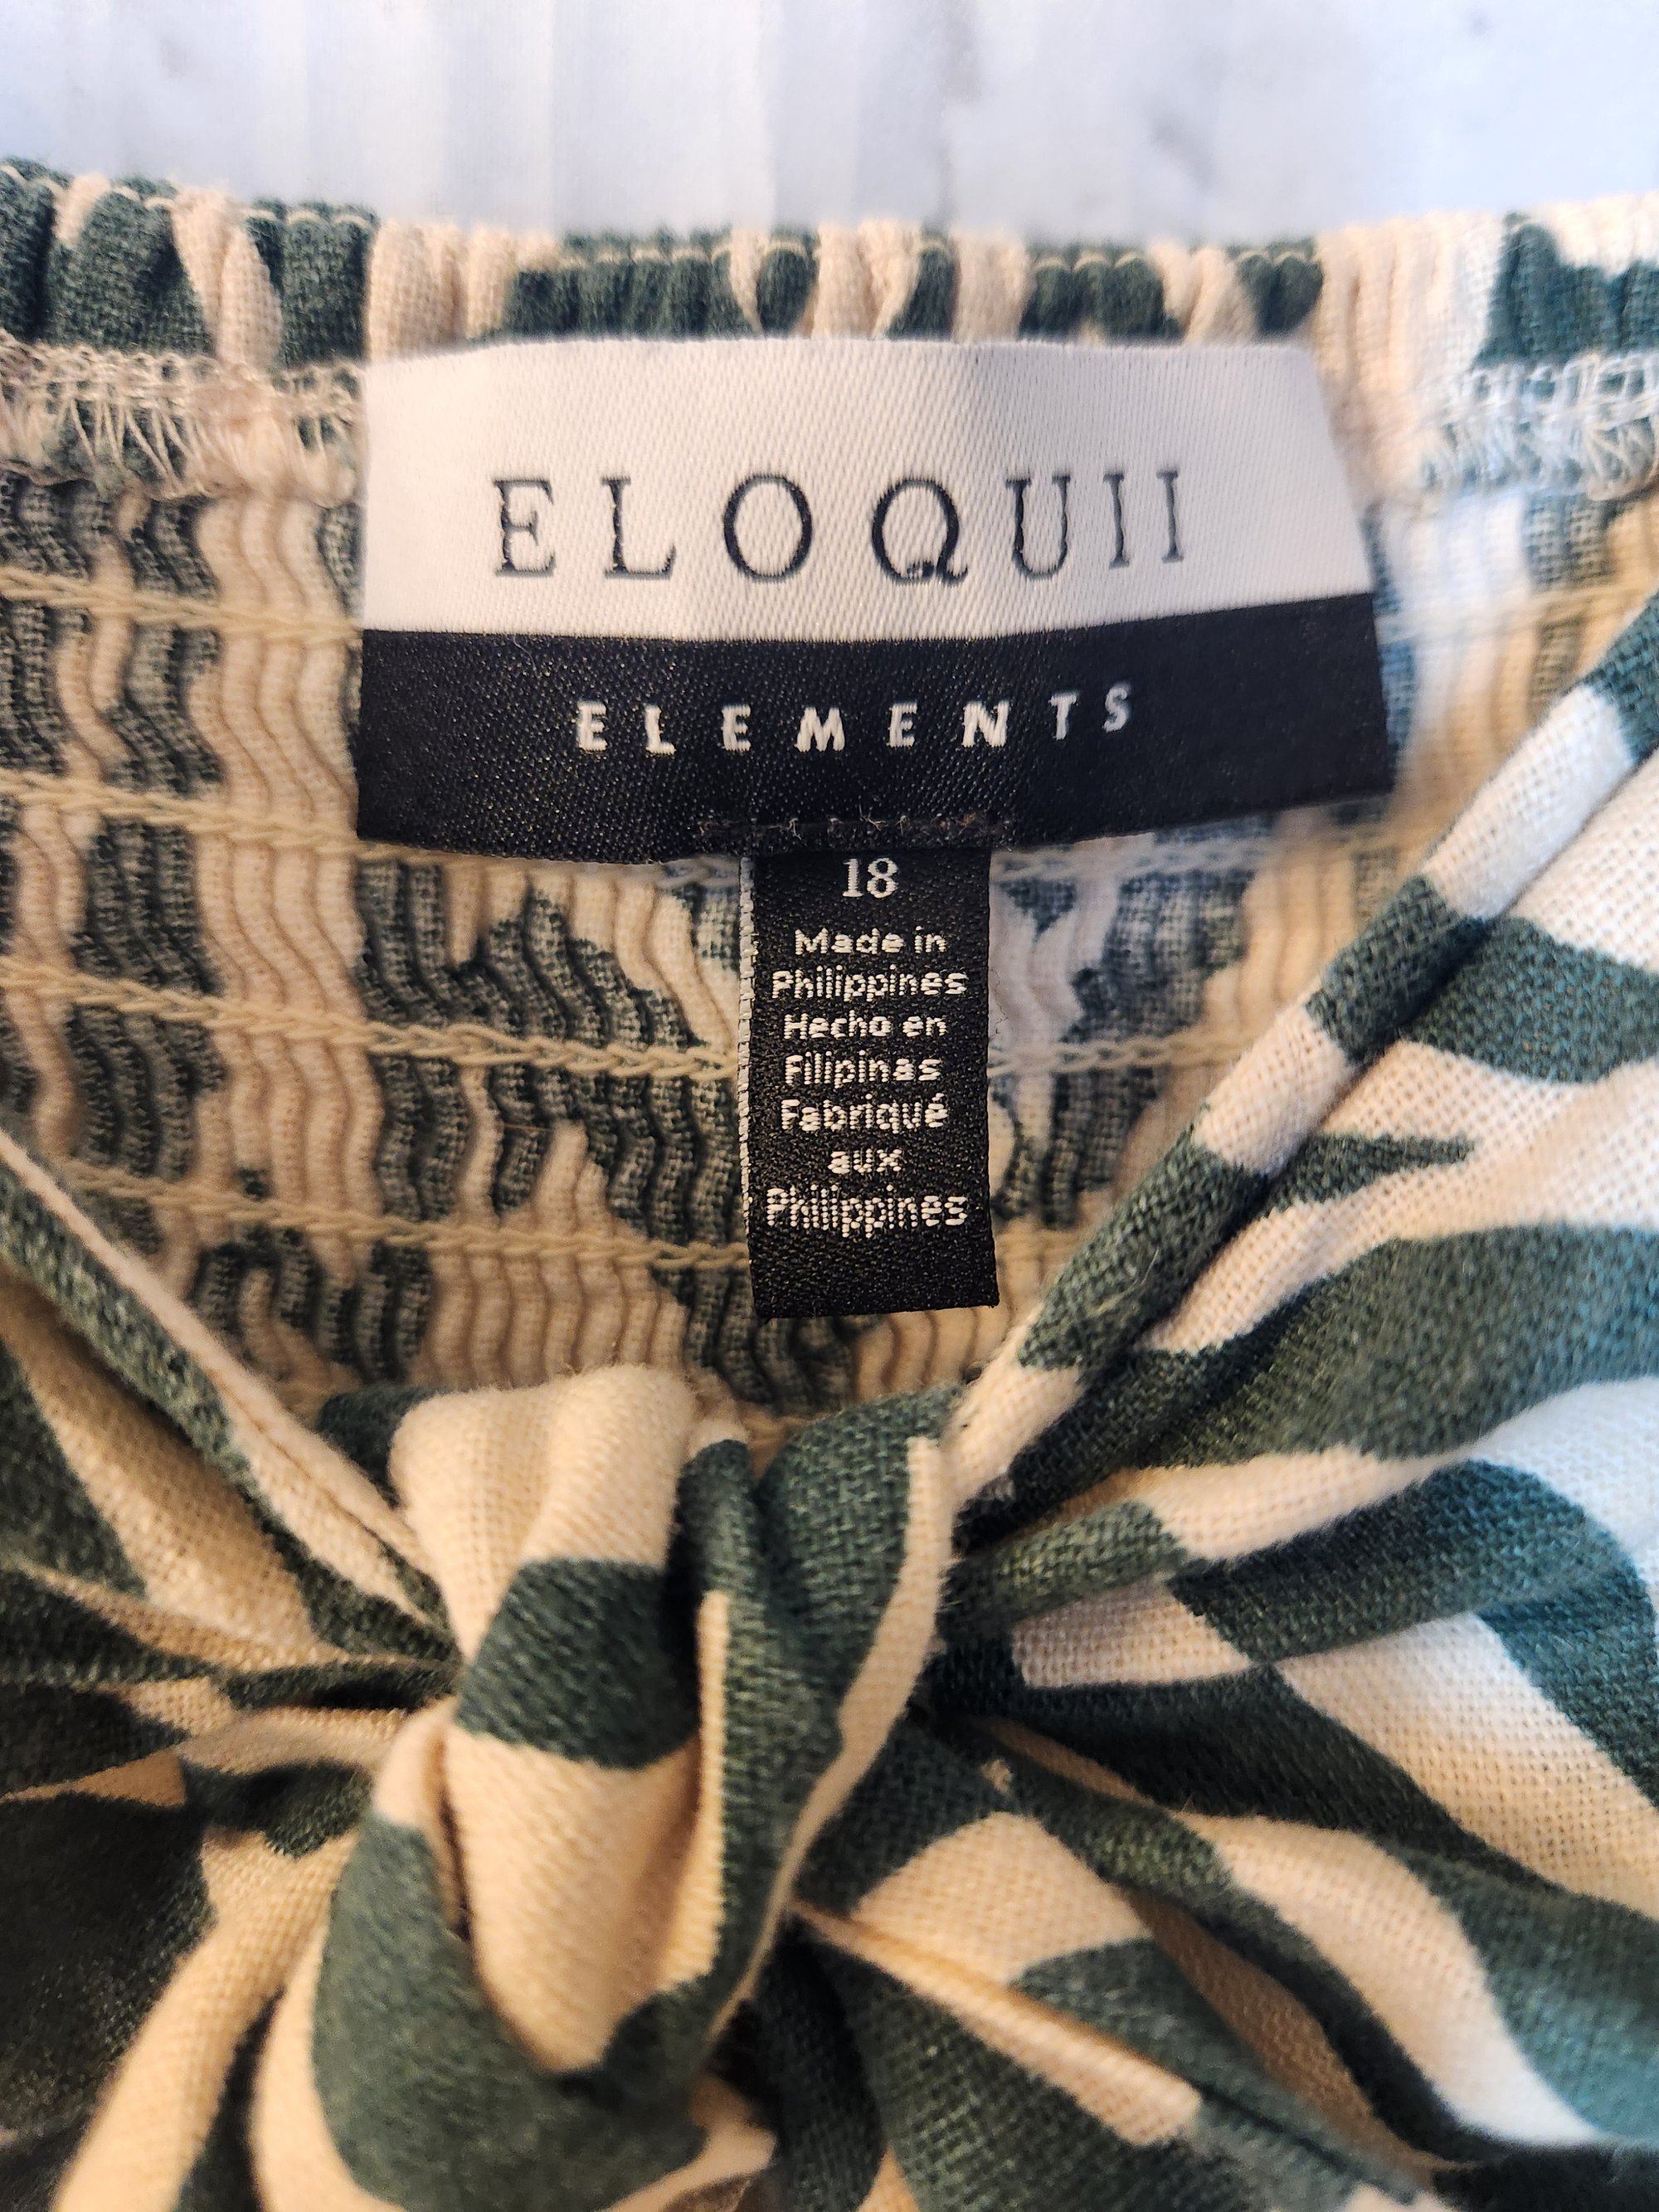 ELOQUII
ELEMENTS
18
Made in
Philippines
Hecho en
Filipinas
Fabriqué
aux
Philippines